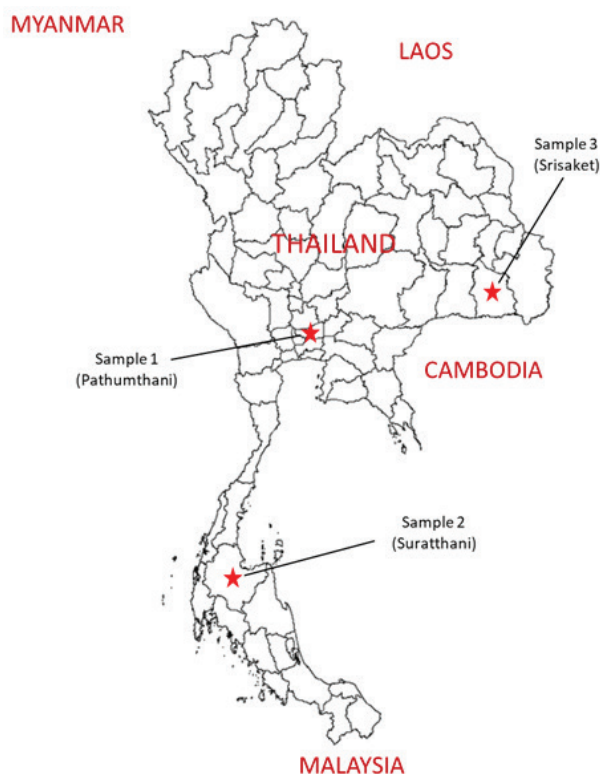 MYANMAR
LAOS
Sample 3
(Srisaket)
THAILAND
Sample 1
(Pathumthani)
CAMBODIA
Sample 2
(Suratthani)
MALAYSIA